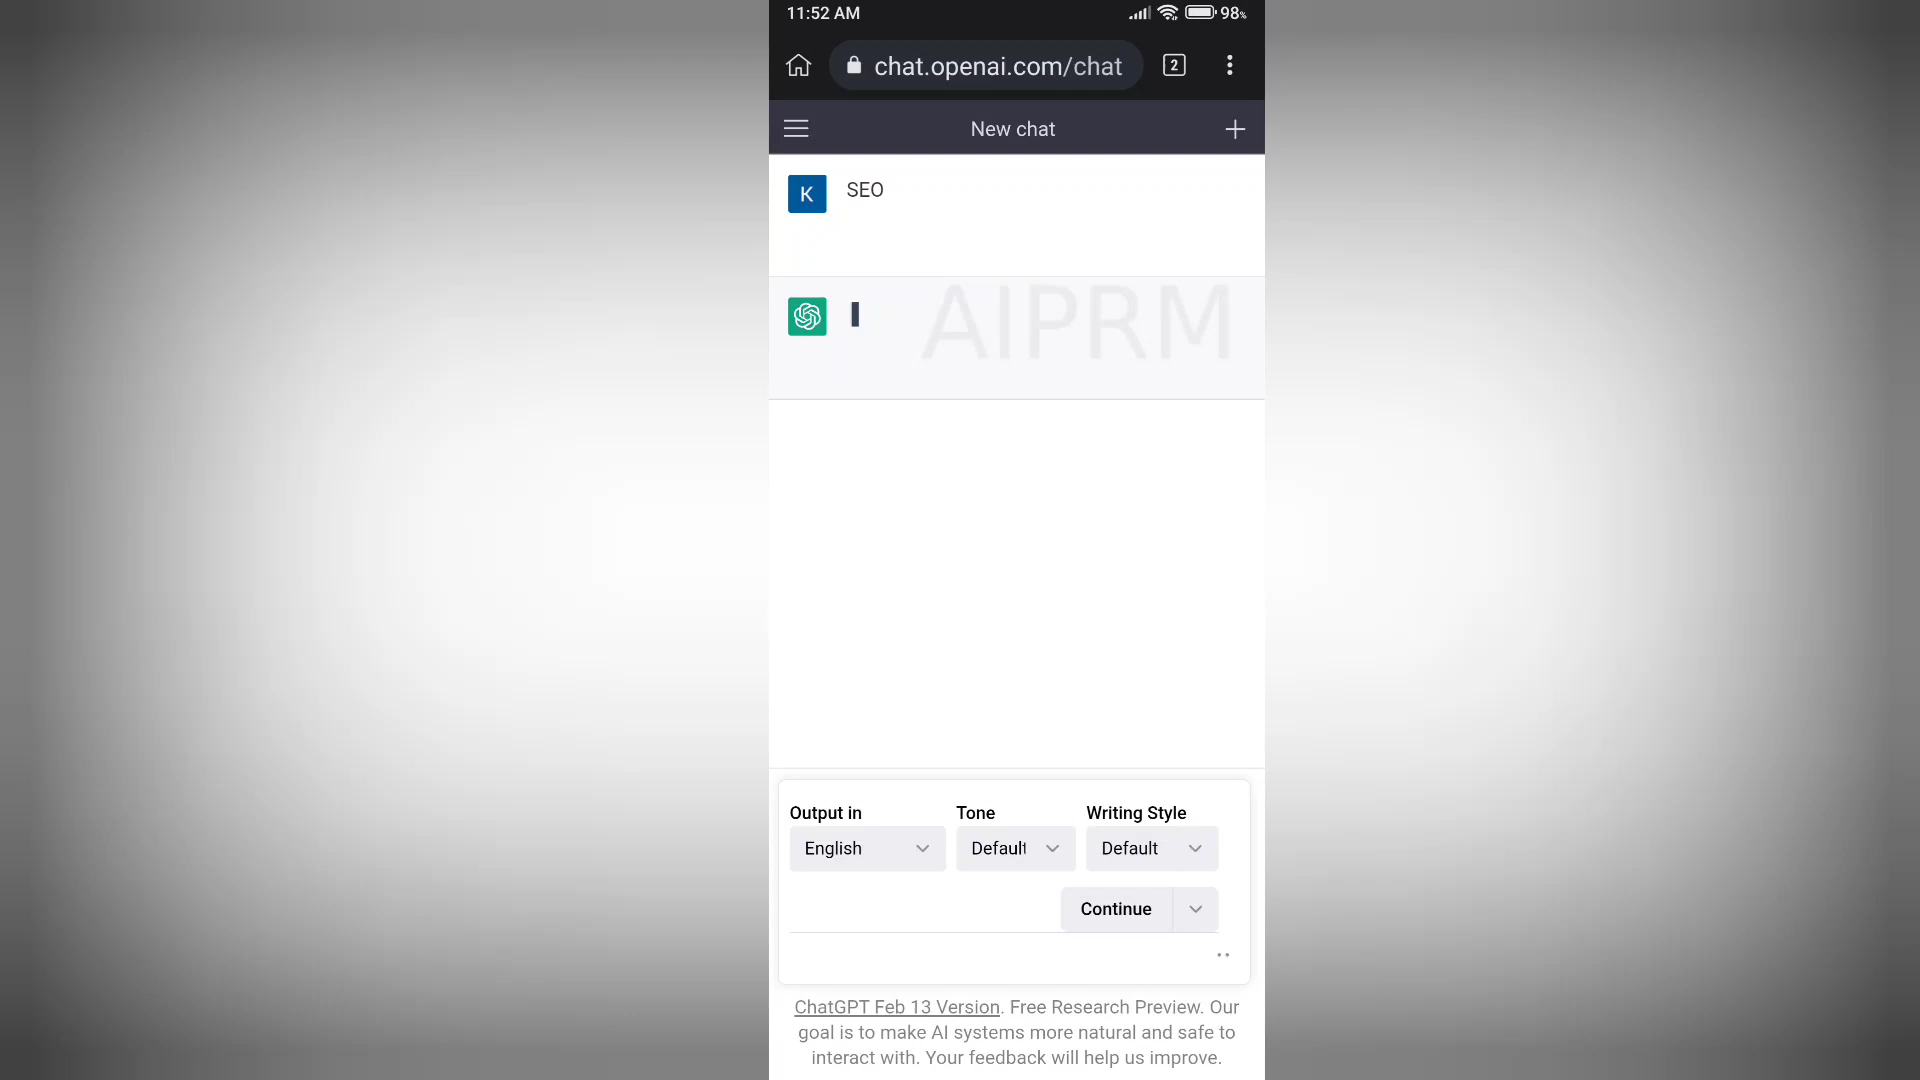 11:52 AM 98%
chat.openai.com/chat 2
New chat
K SEO
AIPRM
Output in Tone Writing Style
English Default Default
Continue
ChatGPT Feb 13 Version. Free Research Preview. Our
goal is to make AI systems more natural and safe to
interact with. Your feedback will help us improve.